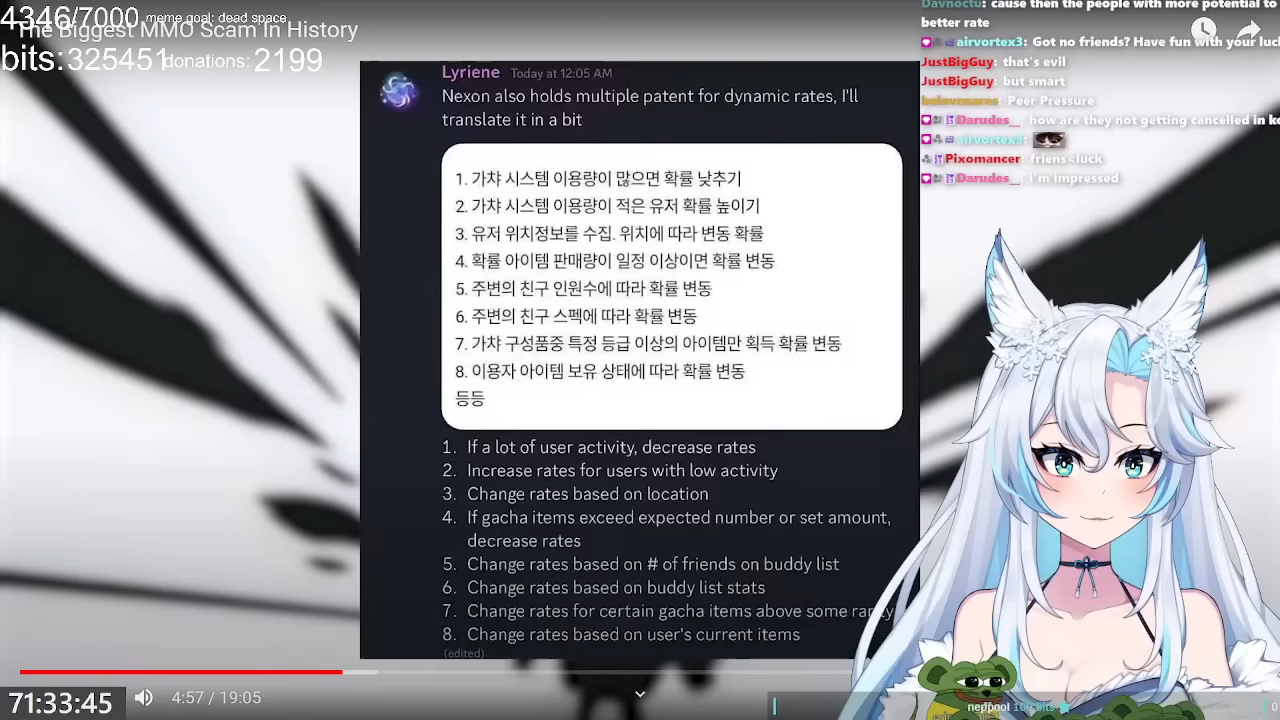 4346/7000 meme goal: dead space
The Biggest MMO Scam In History
bits:325451 donations: 2199
Lyriene Today at 12:05 AM
Nexon also holds multiple patent for dynamic rates, I'll
translate it in a bit
1. 가챠 시스템 이용량이 많으면 확률 낮추기
2. 가챠 시스템 이용량이 적은 유저 확률 높이기
3. 유저 위치정보를 수집. 위치에 따라 변동 확률
4. 확률 아이템 판매량이 일정 이상이면 확률 변동
5. 주변의 친구 인원수에 따라 확률 변동
6. 주변의 친구 스펙에 따라 확률 변동
7. 가챠 구성품중 특정 등급 이상의 아이템만 획득 확률 변동
8. 이용자 아이템 보유 상태에 따라 확률 변동
등등
1. If a lot of user activity, decrease rates
2. Increase rates for users with low activity
3. Change rates based on location
4. If gacha items exceed expected number or set amount,
decrease rates
5. Change rates based on # of friends on buddy list
6. Change rates based on buddy list stats
7. Change rates for certain gacha items above some rarity
8. Change rates based on user's current items
(edited)
Davnoctu: cause then the people with more potential to
better rate
airvortex3: Got no friends? Have fun with your luck
JustBigGuy: that's evil
JustBigGuy: but smart
Peer Pressure
Darudes__: how are they not getting cancelled in ko
airvortex3:
Pixomancer: friens<luck
Darudes__: i'm impressed
71:33:45
4:57 / 19:05
neppool 100 bits
0